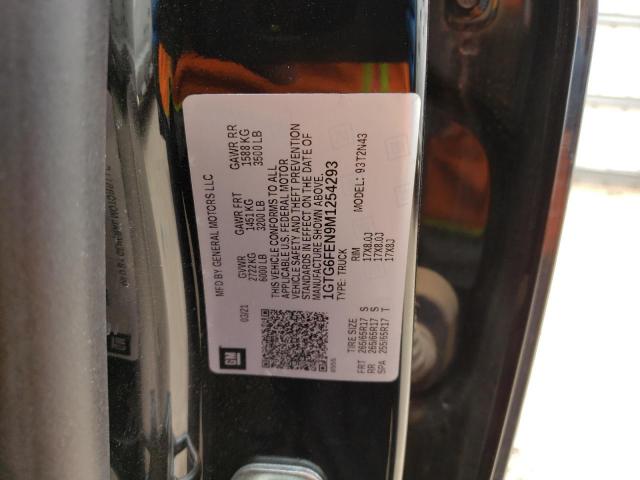 MFD BY GENERAL MOTORS LLC
03/21 GVWR GAWR FRT GAWR RR
2722 KG 1451 KG 1588 KG
6000 LB 3200 LB 3500 LB
THIS VEHICLE CONFORMS TO ALL
APPLICABLE U.S. FEDERAL MOTOR
VEHICLE SAFETY AND THEFT PREVENTION
STANDARDS IN EFFECT ON THE DATE OF
MANUFACTURE SHOWN ABOVE.
1GTG6FEN9M1254293
TYPE: TRUCK MODEL: 93T2N43
TIRE SIZE RIM
FRT 265/65R17 S 17X8.0J
RR 265/65R17 S 17X8.0J
SPA 255/65R17 T 17X8J
GM
GM